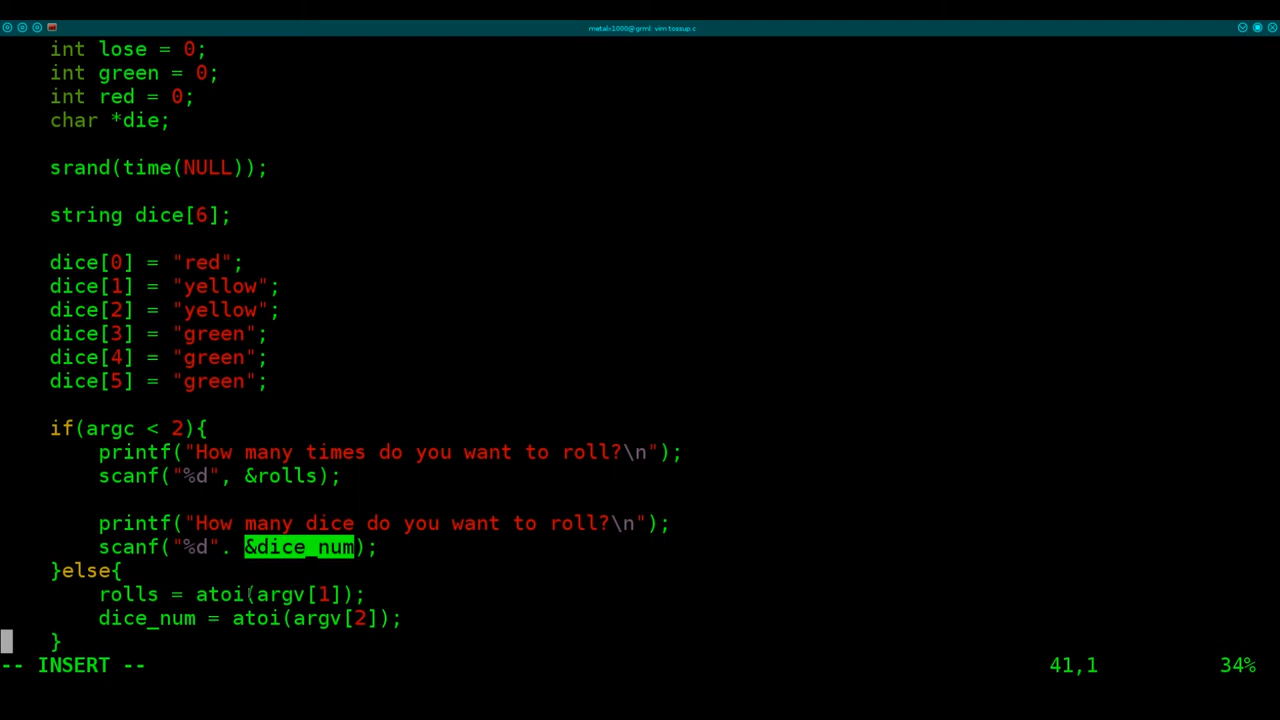 metalx1000@grml: vim tossup.c
int lose = 0;
int green = 0;
int red = 0;
char *die;
srand(time(NULL));
string dice[6];
dice[0] = "red";
dice[1] = "yellow";
dice[2] = "yellow";
dice[3] = "green";
dice[4] = "green";
dice[5] = "green";
if(argc < 2){
printf("How many times do you want to roll?\n");
scanf("%d", &rolls);
printf("How many dice do you want to roll?\n");
scanf("%d". &dice_num);
}else{
rolls = atoi(argv[1]);
dice_num = atoi(argv[2]);
}
-- INSERT -- 41,1 34%